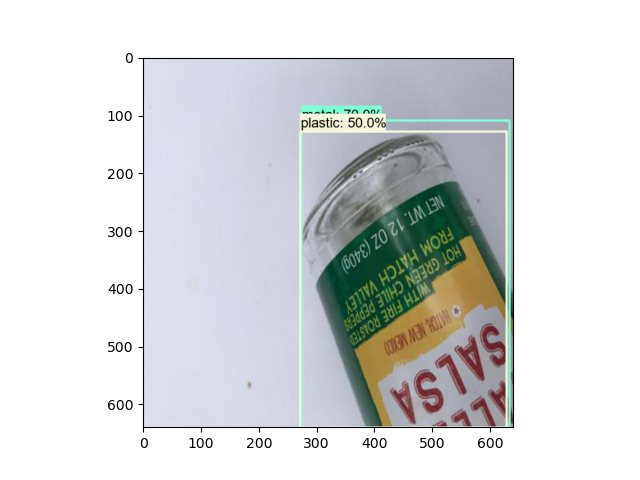 0
100
200
300
400
500
600
0 100 200 300 400 500 600
metal: 70.0%
plastic: 50.0%
ALLE
SALSA
HATCH, NEW MEXICO
WITH FIRE ROASTED
HOT GREEN CHILE PEPPERS
FROM HATCH VALLEY
NET WT. 12 OZ (340g)